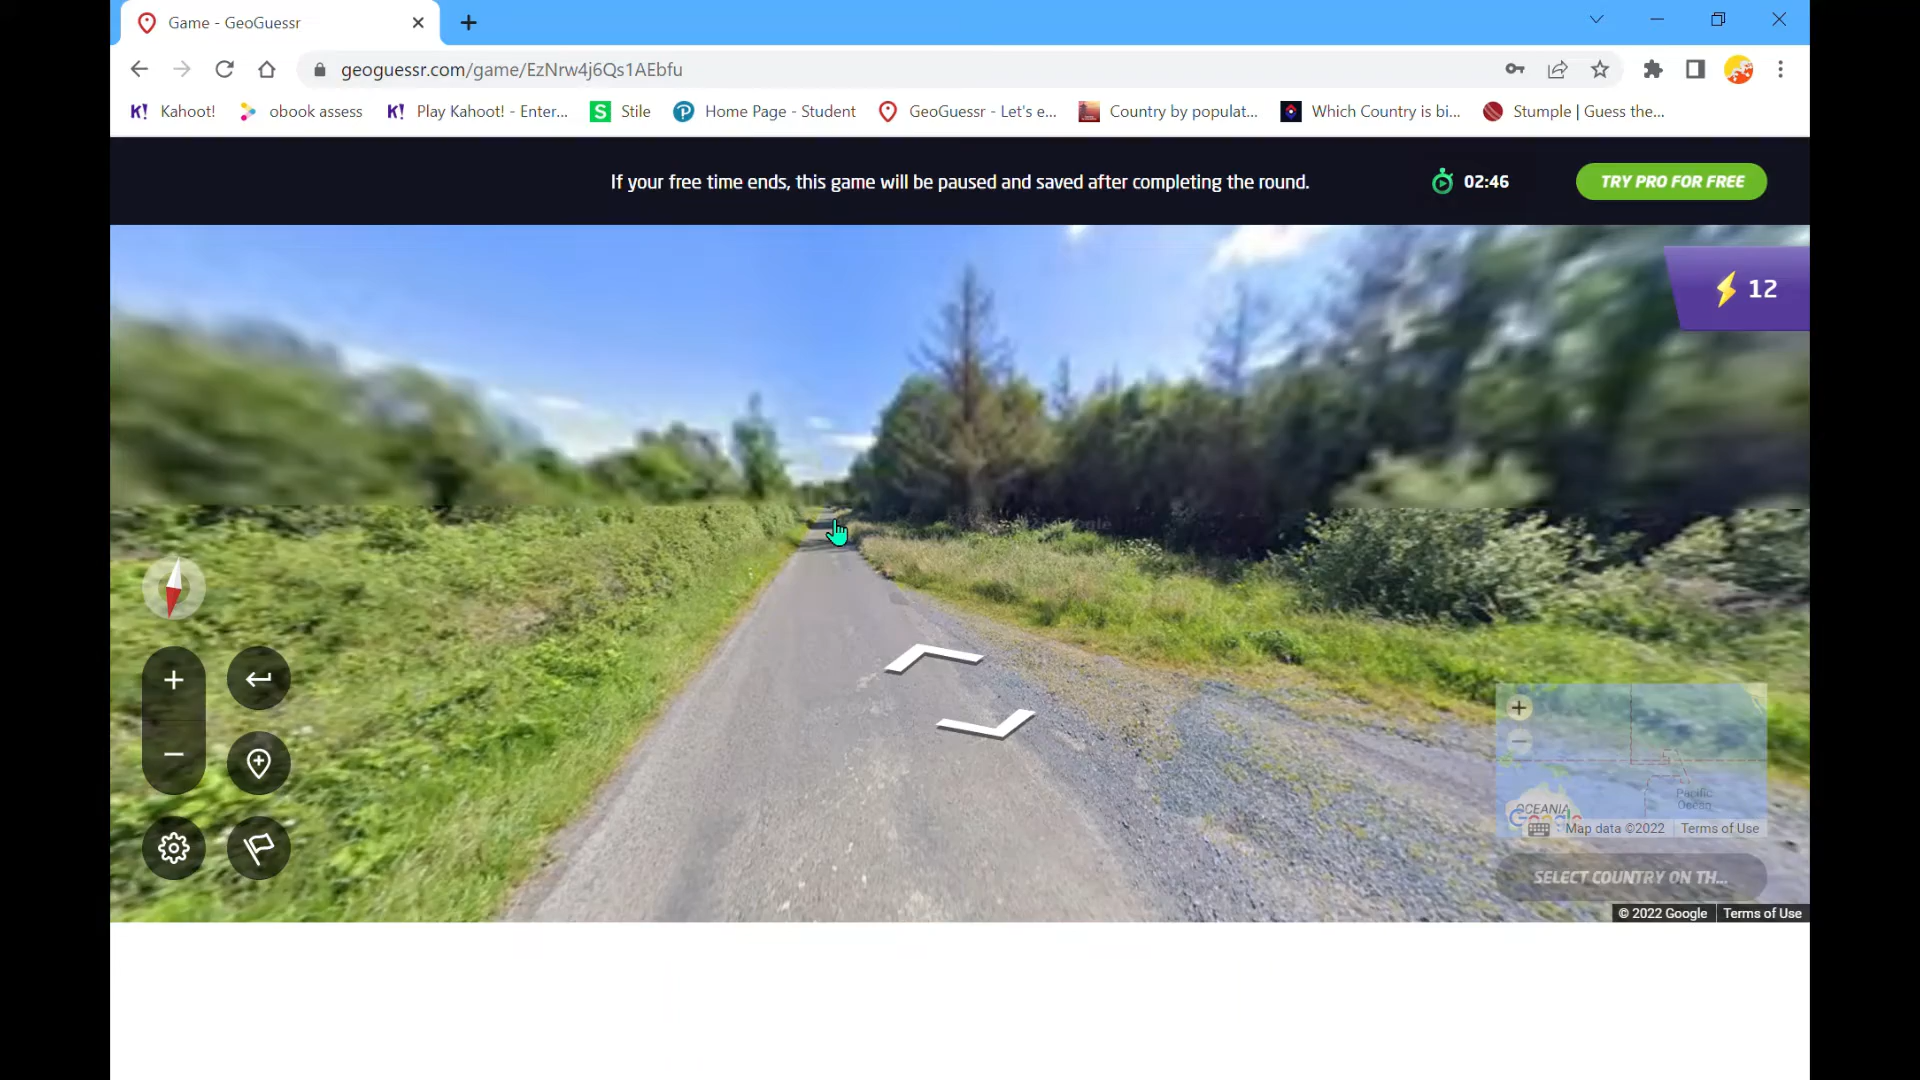 Game - GeoGuessr
geoguessr.com/game/EzNrw4j6Qs1AEbfu
K! Kahoot! obook assess K! Play Kahoot! - Enter... S Stile P Home Page - Student GeoGuessr - Let's e... Country by populat... Which Country is bi... Stumple | Guess the...
If your free time ends, this game will be paused and saved after completing the round. 02:46 TRY PRO FOR FREE
12
Pacific
Ocean
OCEANIA
Google
Map data ©2022 Terms of Use
SELECT COUNTRY ON TH...
© 2022 Google Terms of Use